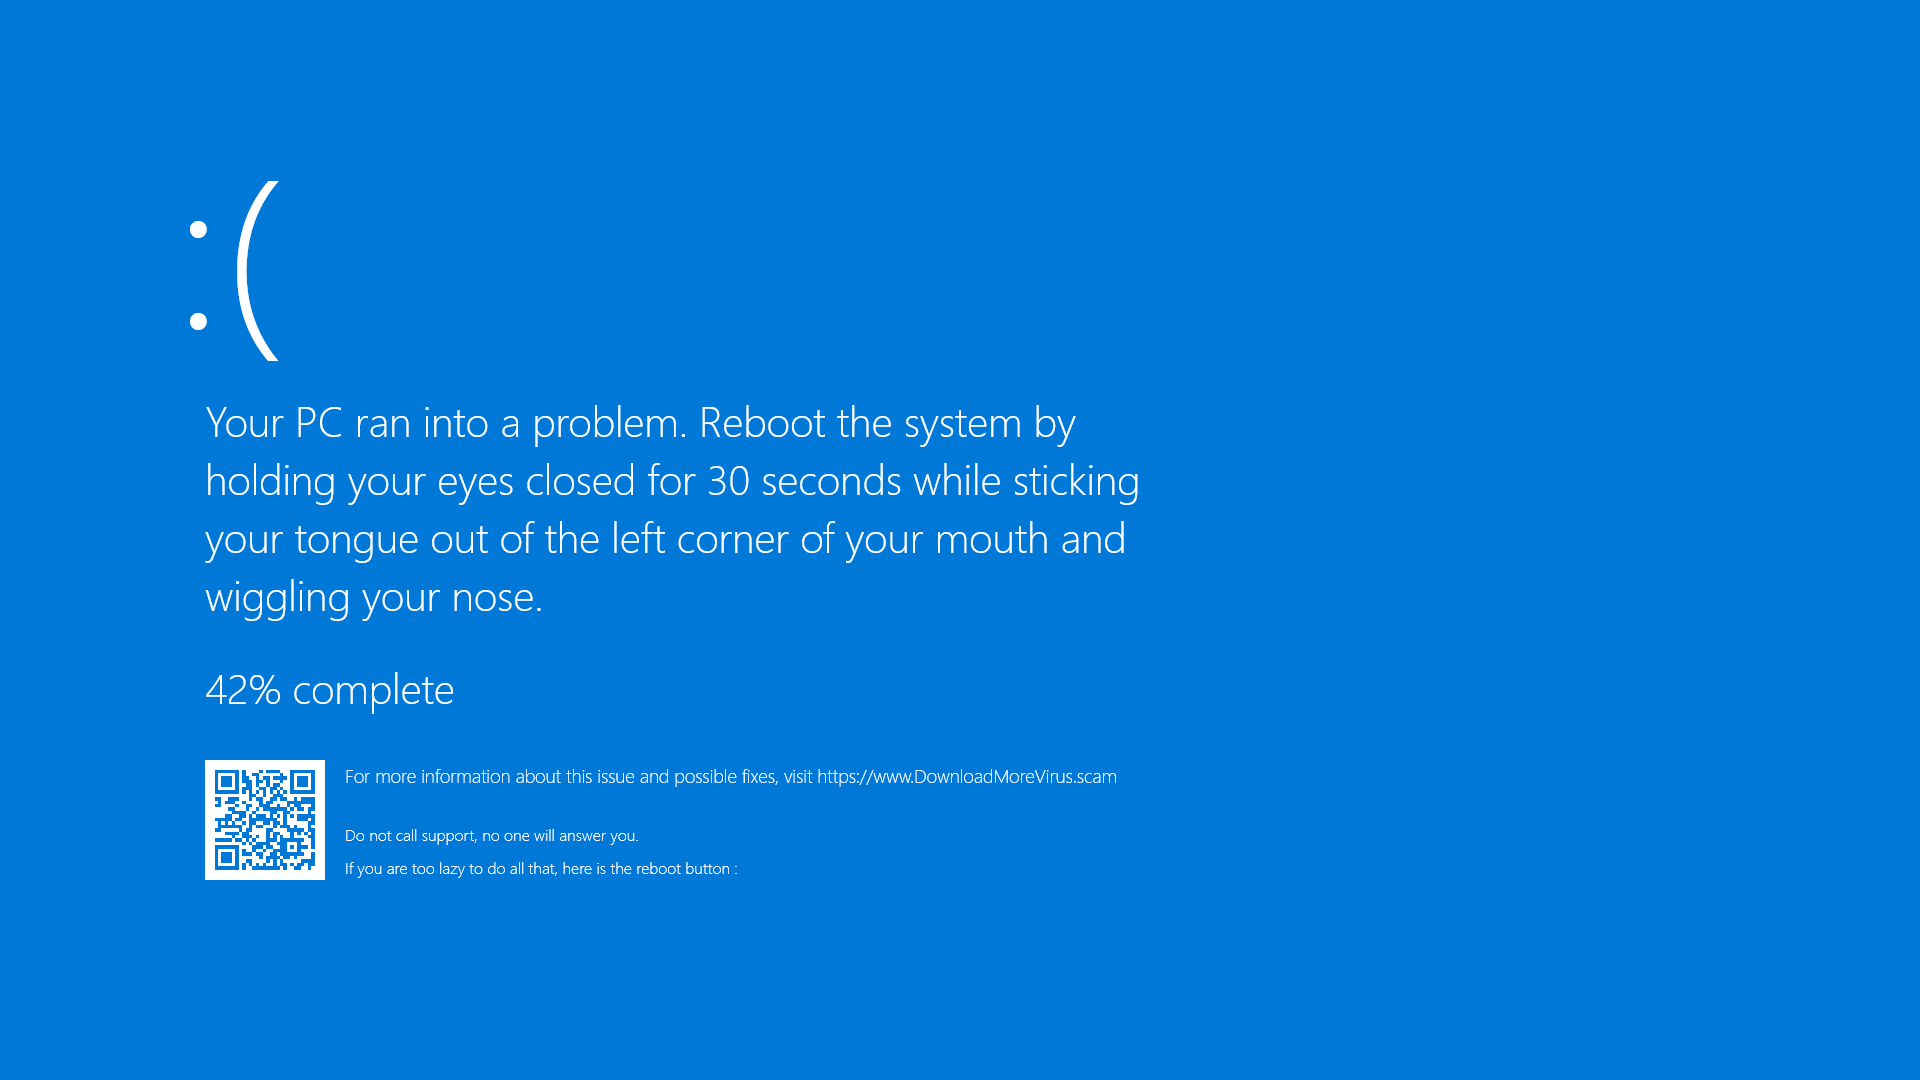 :(
Your PC ran into a problem. Reboot the system by
holding your eyes closed for 30 seconds while sticking
your tongue out of the left corner of your mouth and
wiggling your nose.
42% complete
For more information about this issue and possible fixes, visit https://www.DownloadMoreVirus.scam
Do not call support, no one will answer you.
If you are too lazy to do all that, here is the reboot button :